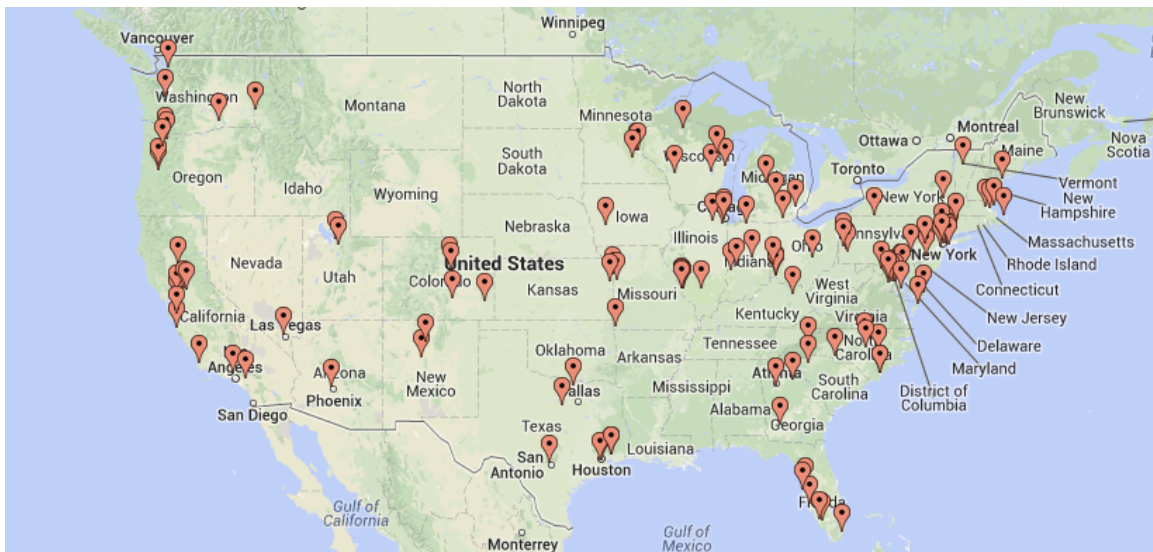 Winnipeg
Vancouver
Washington
Montana
North
Dakota
Minnesota
Ottawa
Montreal
Maine
New
Brunswick
Nova
Scotia
Oregon
Idaho
Wyoming
South
Dakota
Wisconsin
Michigan
Toronto
New York
Vermont
New
Hampshire
Massachusetts
Rhode Island
Connecticut
New Jersey
Delaware
Maryland
District of
Columbia
Nebraska
Iowa
Illinois
Indiana
Ohio
New York
Nevada
Utah
Colorado
United States
Kansas
Missouri
West
Virginia
Virginia
Kentucky
California
Las Vegas
Angeles
San Diego
Arizona
Phoenix
New
Mexico
Oklahoma
Arkansas
Tennessee
North
Carolina
Atlanta
South
Carolina
Mississippi
Alabama
Georgia
Dallas
Texas
San
Antonio
Houston
Louisiana
Florida
Gulf of
California
Gulf of
Mexico
Monterrey